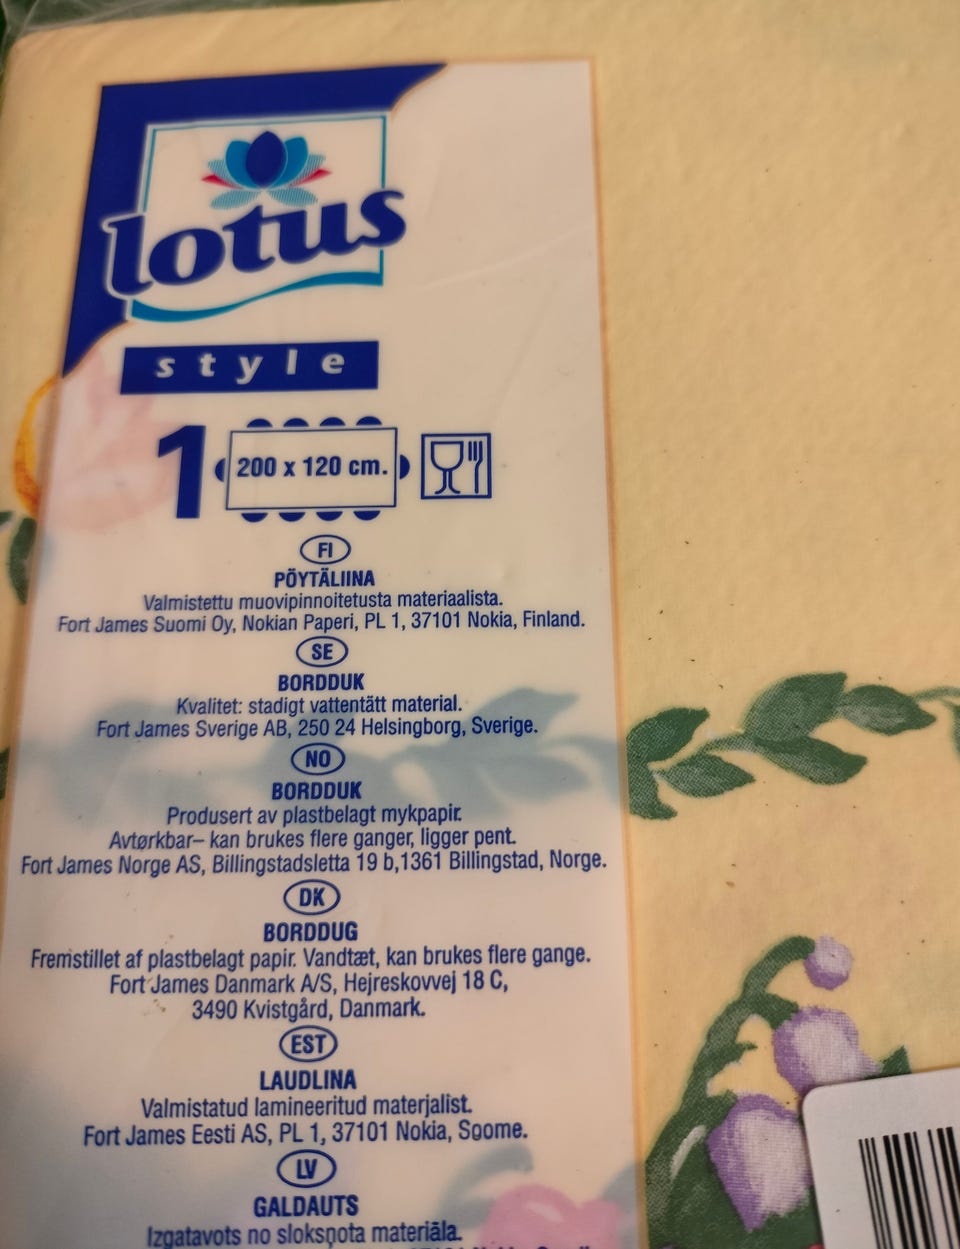 lotus
style
1 200 x 120 cm.
FI
PÖYTÄLIINA
Valmistettu muovipinnoitetusta materiaalista.
Fort James Suomi Oy, Nokian Paperi, PL 1, 37101 Nokia, Finland.
SE
BORDDUK
Kvalitet: stadigt vattentätt material.
Fort James Sverige AB, 250 24 Helsingborg, Sverige.
NO
BORDDUK
Produsert av plastbelagt mykpapir.
Avtørkbar– kan brukes flere ganger, ligger pent.
Fort James Norge AS, Billingstadsletta 19 b,1361 Billingstad, Norge.
DK
BORDDUG
Fremstillet af plastbelagt papir. Vandtæt, kan brukes flere gange.
Fort James Danmark A/S, Hejreskovvej 18 C,
3490 Kvistgård, Danmark.
EST
LAUDLINA
Valmistatud lamineeritud materjalist.
Fort James Eesti AS, PL 1, 37101 Nokia, Soome.
LV
GALDAUTS
Izgatavots no sloksņota materiāla.